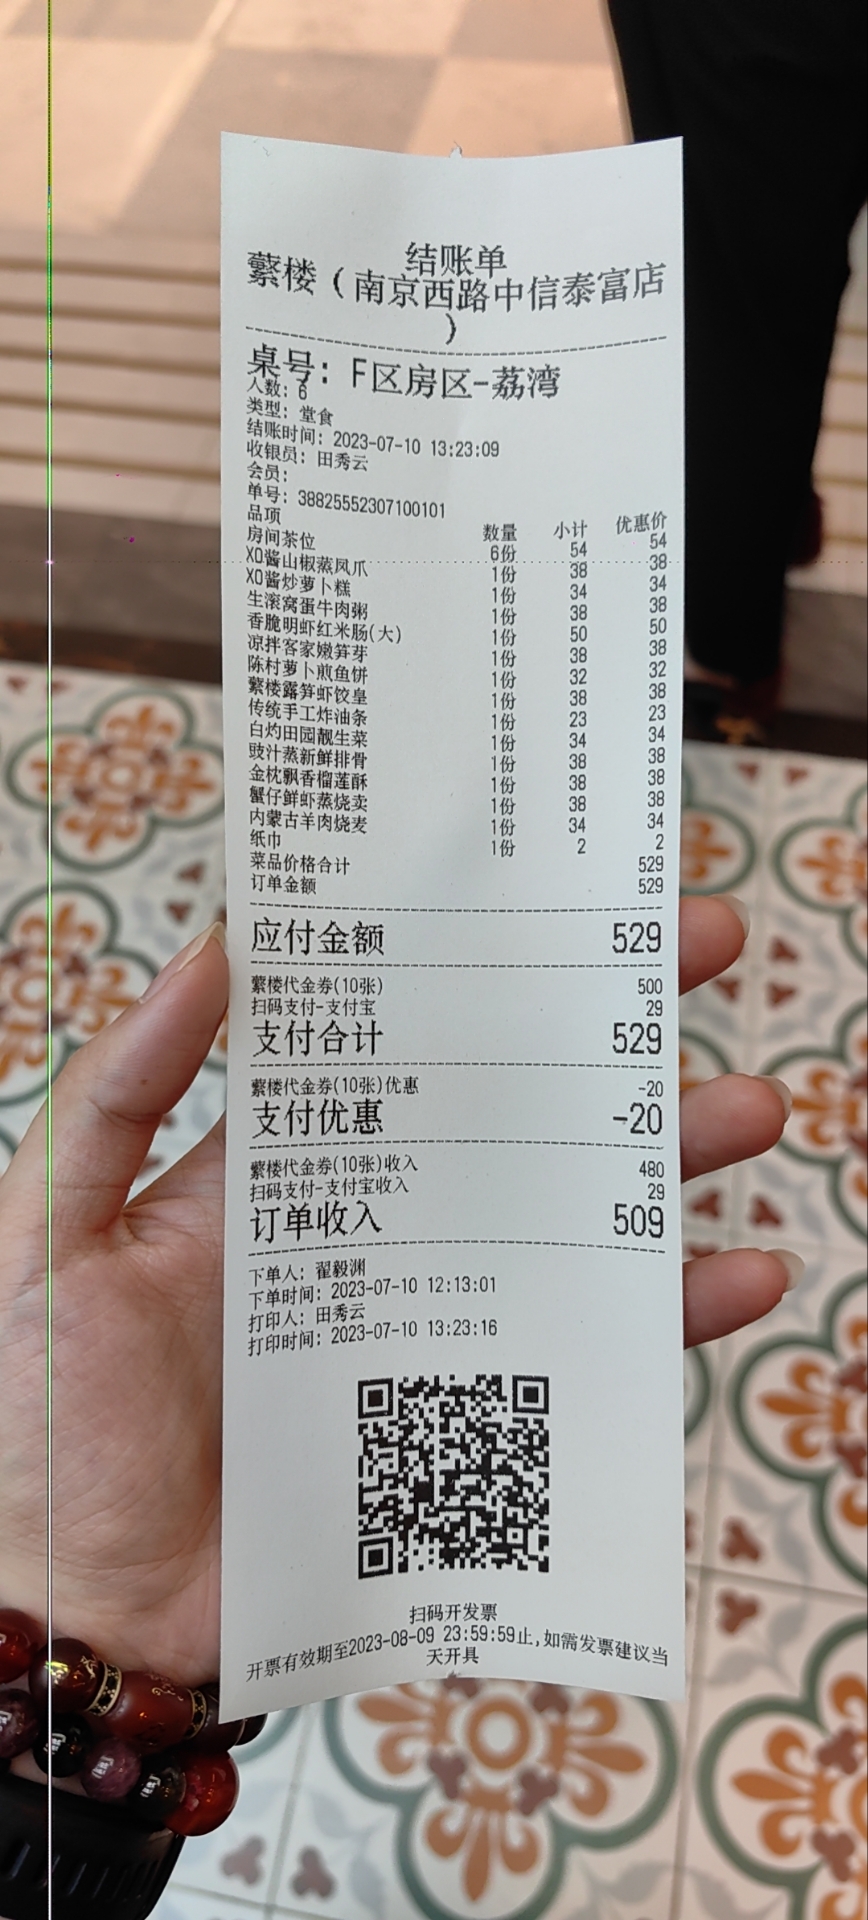 结账单
蘩楼（南京西路中信泰富店
）
桌号: F区房区-荔湾
人数: 6
类型: 堂食
结账时间: 2023-07-10 13:23:09
收银员: 田秀云
会员:
单号: 38825552307100101
品项 数量 小计 优惠价
房间茶位 6份 54 54
XO酱山椒蒸凤爪 1份 38 38
XO酱炒萝卜糕 1份 34 34
生滚窝蛋牛肉粥 1份 38 38
香脆明虾红米肠(大) 1份 50 50
凉拌客家嫩笋芽 1份 38 38
陈村萝卜煎鱼饼 1份 32 32
蘩楼露笋虾饺皇 1份 38 38
传统手工炸油条 1份 23 23
白灼田园靓生菜 1份 34 34
豉汁蒸新鲜排骨 1份 38 38
金枕飘香榴莲酥 1份 38 38
蟹仔鲜虾蒸烧卖 1份 38 38
内蒙古羊肉烧麦 1份 34 34
纸巾 1份 2 2
菜品价格合计 529
订单金额 529
应付金额 529
蘩楼代金券(10张) 500
扫码支付-支付宝 29
支付合计 529
蘩楼代金券(10张)优惠 -20
支付优惠 -20
蘩楼代金券(10张)收入 480
扫码支付-支付宝收入 29
订单收入 509
下单人: 翟毅渊
下单时间: 2023-07-10 12:13:01
打印人: 田秀云
打印时间: 2023-07-10 13:23:16
扫码开发票
开票有效期至2023-08-09 23:59:59止,如需发票建议当
天开具